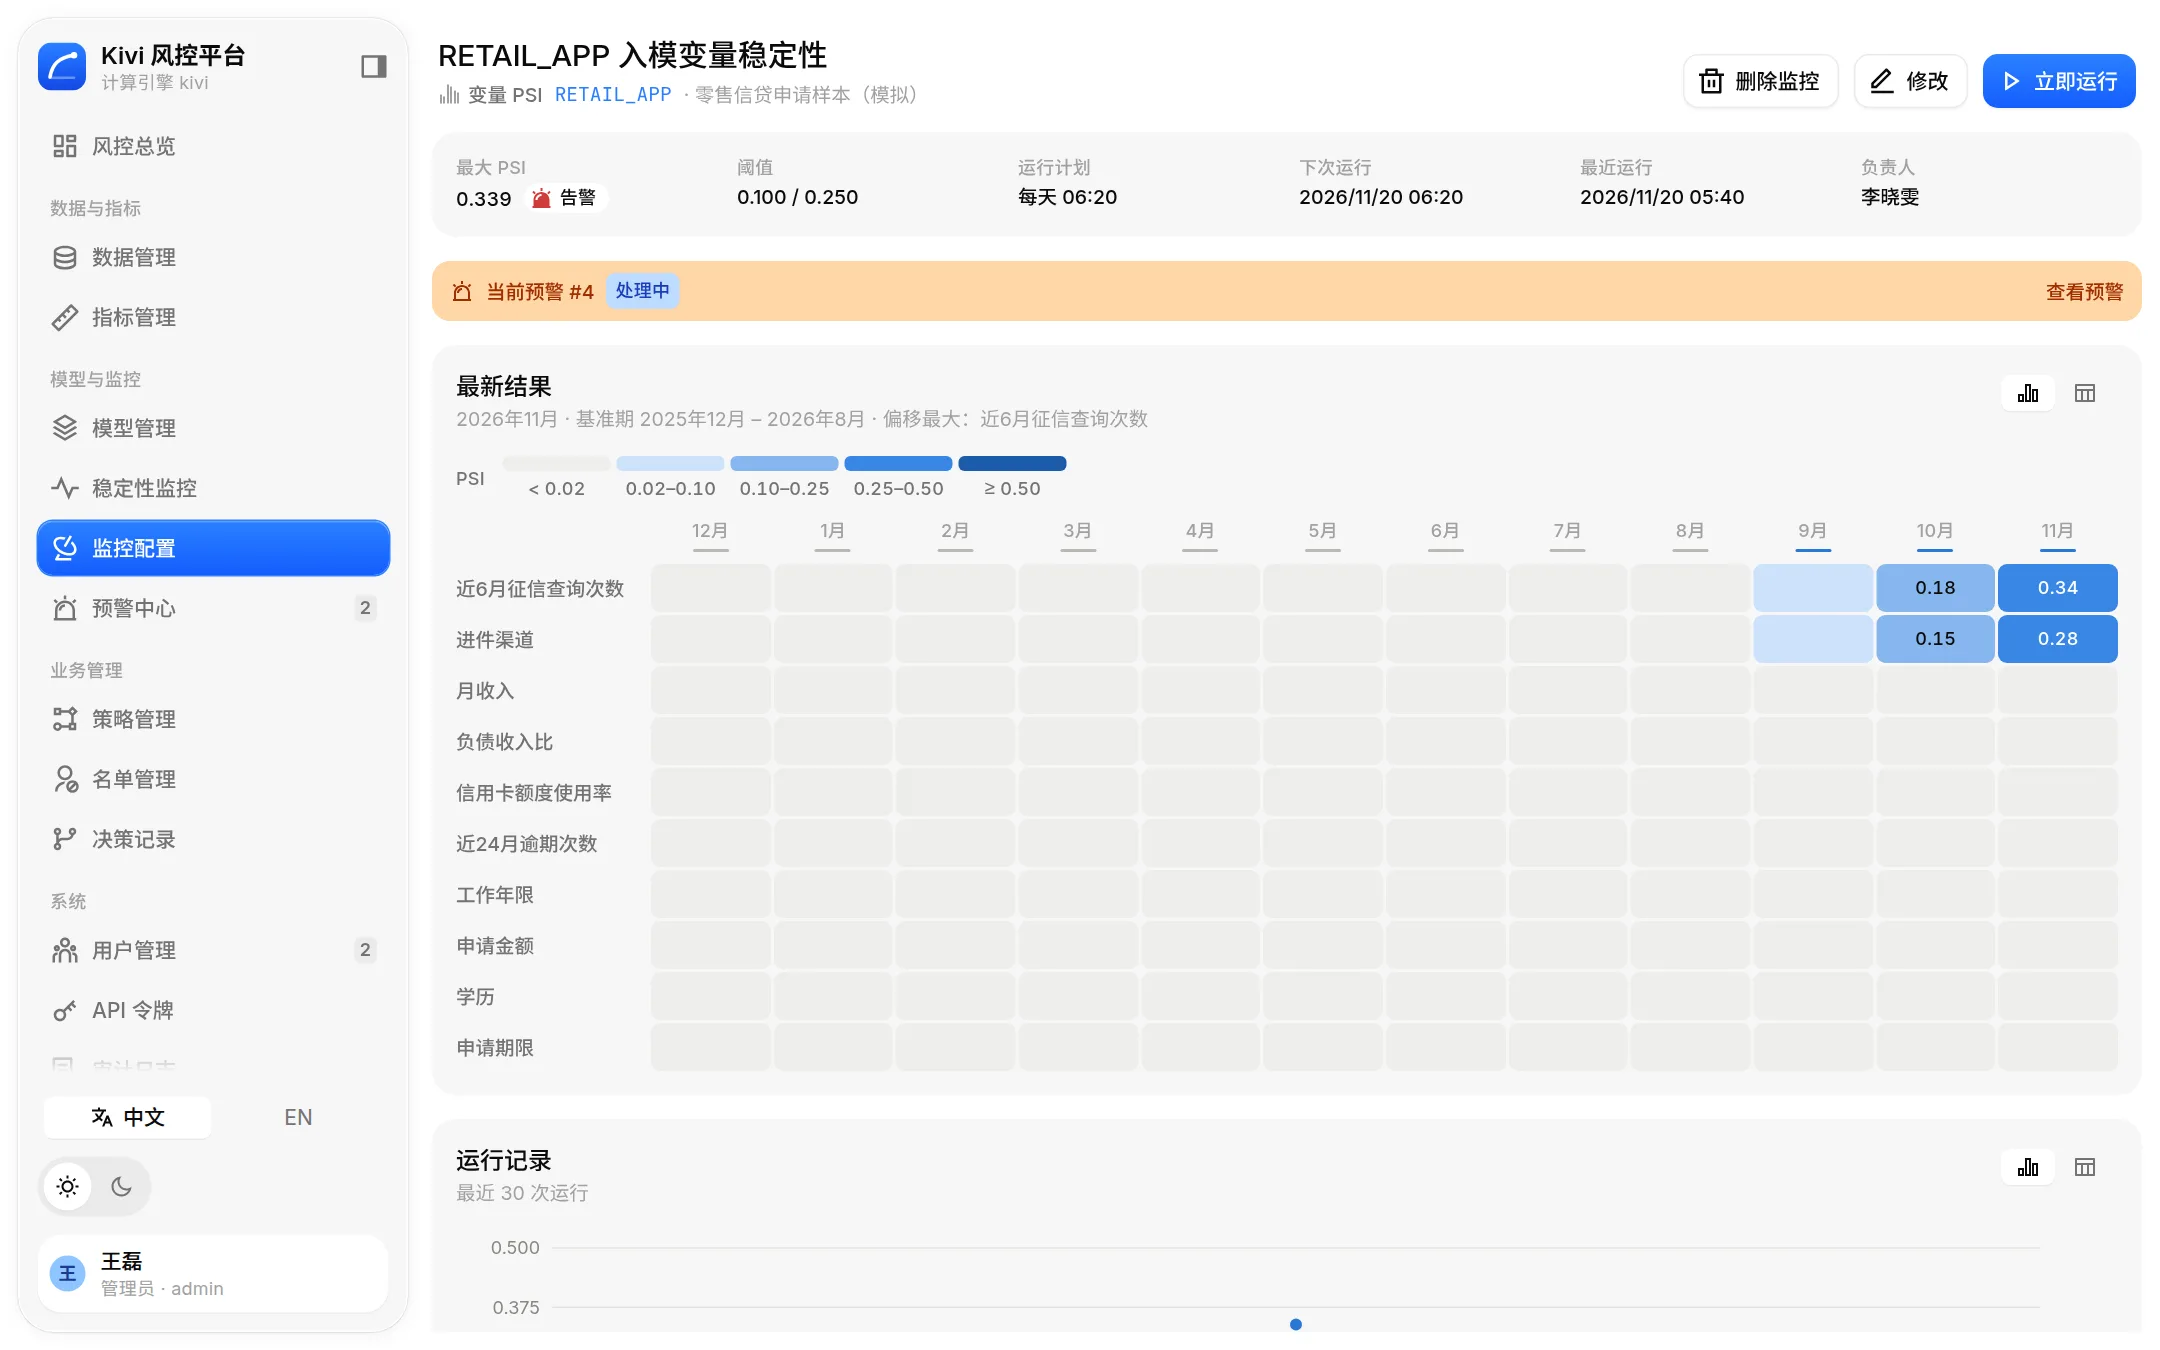 Kivi 风控平台
计算引擎 kivi
风控总览
数据与指标
数据管理
指标管理
模型与监控
模型管理
稳定性监控
监控配置
预警中心 2
业务管理
策略管理
名单管理
决策记录
系统
用户管理 2
API 令牌
审计日志
中文 EN
王 王磊
管理员 · admin
RETAIL_APP 入模变量稳定性
变量 PSI RETAIL_APP · 零售信贷申请样本（模拟）
删除监控 修改 立即运行
最大 PSI 阈值 运行计划 下次运行 最近运行 负责人
0.339 告警 0.100 / 0.250 每天 06:20 2026/11/20 06:20 2026/11/20 05:40 李晓雯
当前预警 #4 处理中 查看预警
最新结果
2026年11月 · 基准期 2025年12月 – 2026年8月 · 偏移最大：近6月征信查询次数
PSI < 0.02 0.02–0.10 0.10–0.25 0.25–0.50 ≥ 0.50
12月 1月 2月 3月 4月 5月 6月 7月 8月 9月 10月 11月
近6月征信查询次数 0.18 0.34
进件渠道 0.15 0.28
月收入
负债收入比
信用卡额度使用率
近24月逾期次数
工作年限
申请金额
学历
申请期限
运行记录
最近 30 次运行
0.500
0.375